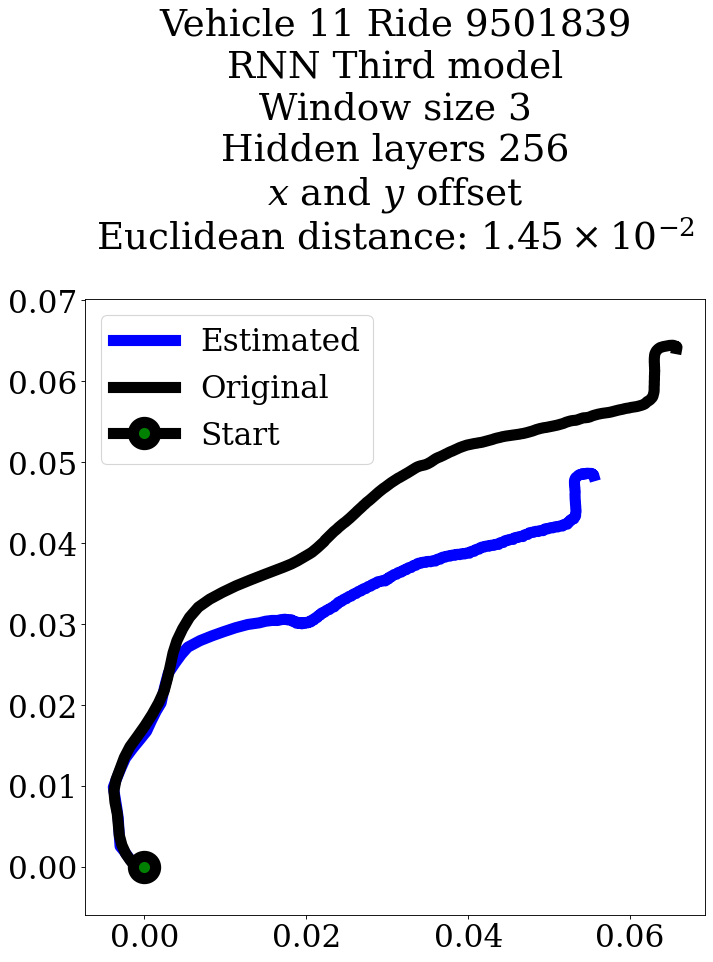 Vehicle 11 Ride 9501839
RNN Third model
Window size 3
Hidden layers 256
x and y offset
Euclidean distance: 1.45 × 10⁻²
0.07
0.06
0.05
0.04
0.03
0.02
0.01
0.00
Estimated
Original
Start
0.00 0.02 0.04 0.06